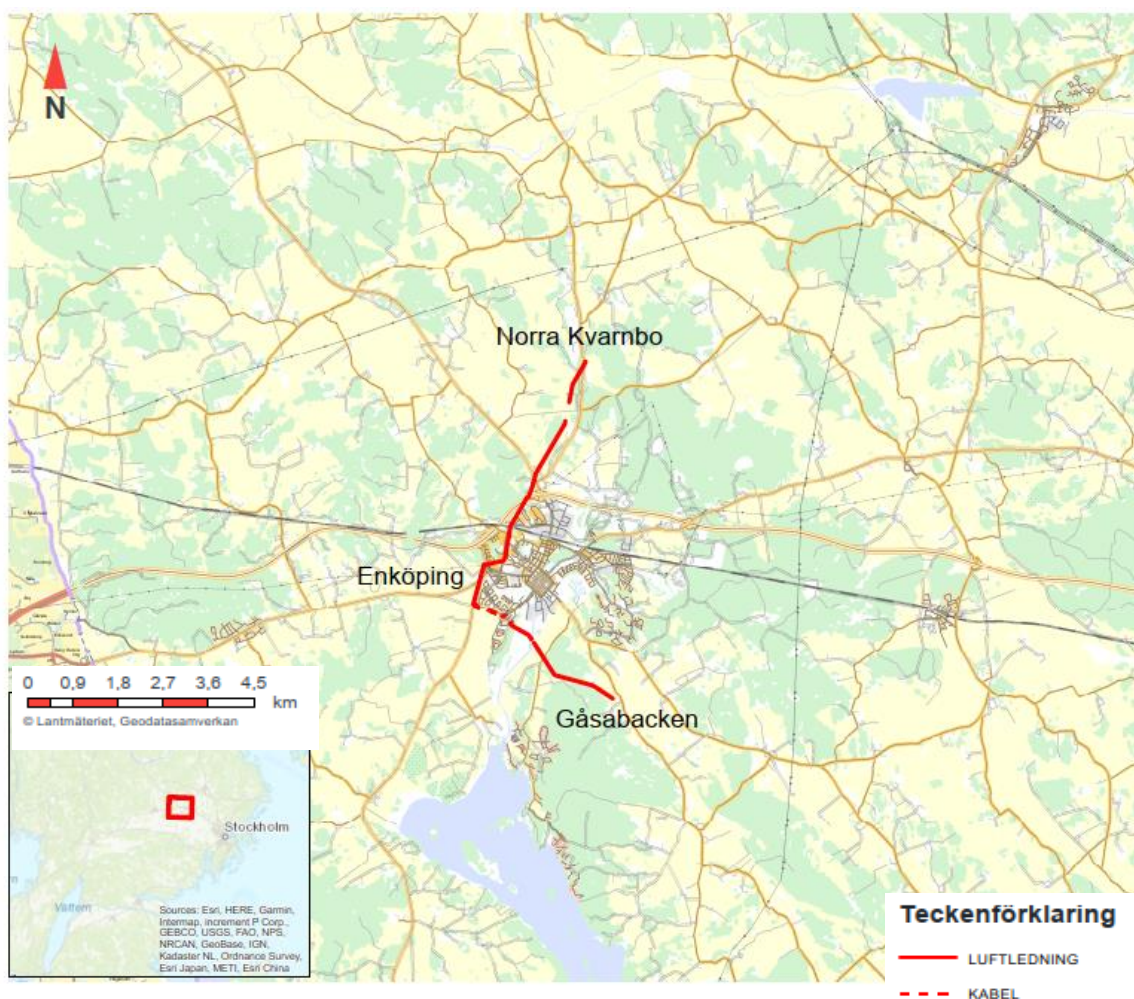 N
Norra Kvarnbo
Enköping
Gåsabacken
0 0,9 1,8 2,7 3,6 4,5
km
© Lantmäteriet, Geodatasamverkan
Stockholm
Vättern
Sources: Esri, HERE, Garmin,
Intermap, increment P Corp.,
GEBCO, USGS, FAO, NPS,
NRCAN, GeoBase, IGN,
Kadaster NL, Ordnance Survey,
Esri Japan, METI, Esri China
Teckenförklaring
LUFTLEDNING
KABEL